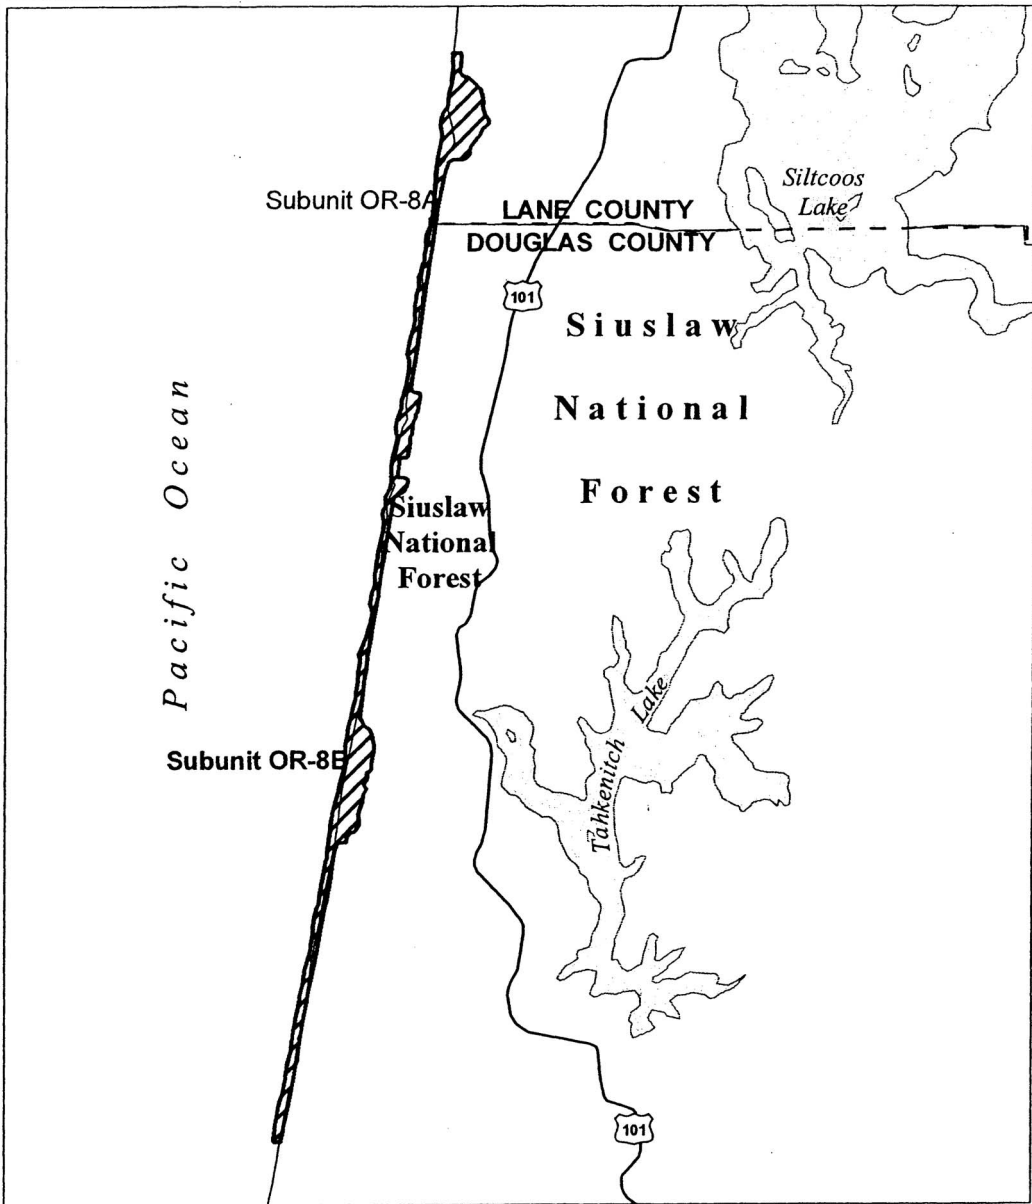 Siltcoos
Lake
Subunit OR-8A
LANE COUNTY
DOUGLAS COUNTY
101
Siuslaw
National
Forest
Pacific Ocean
Siuslaw
National
Forest
Tahkenitch Lake
Subunit OR-8B
101